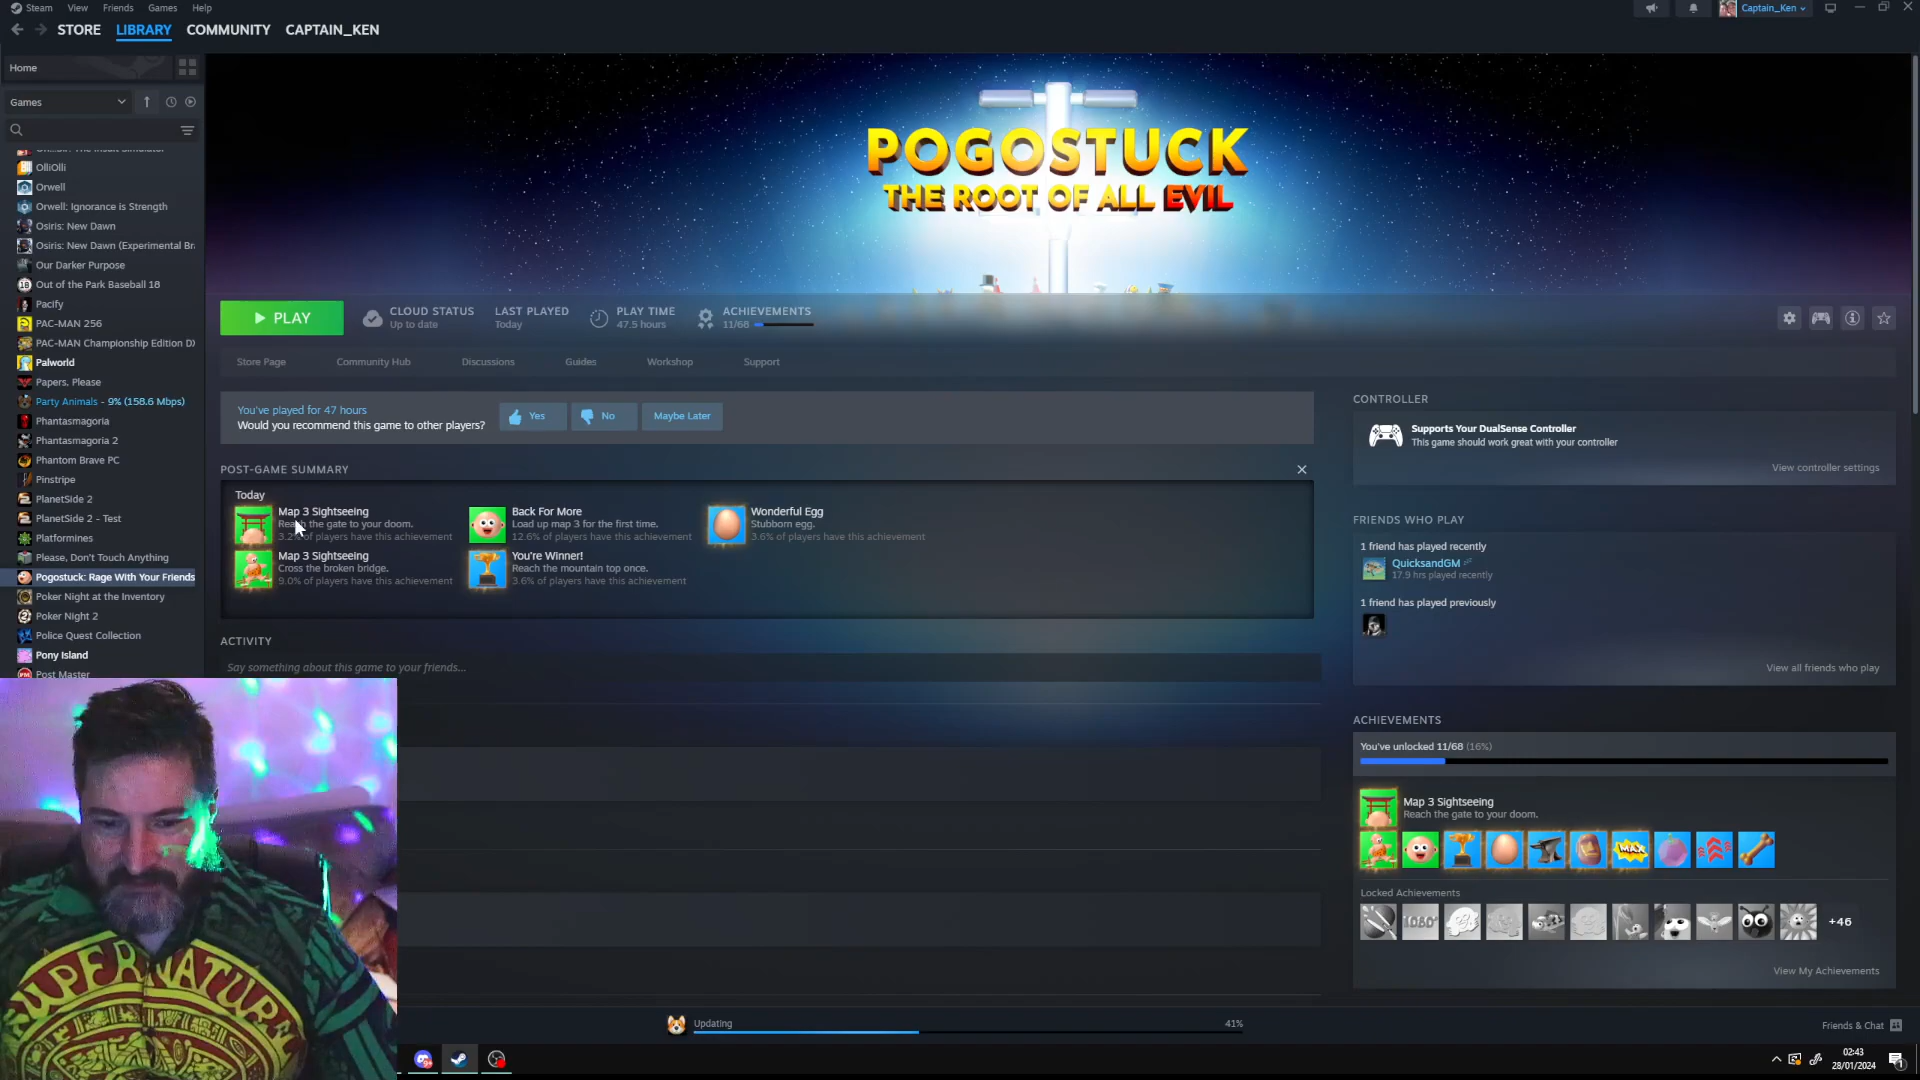 Steam View Friends Games Help
Captain_Ken
STORE LIBRARY COMMUNITY CAPTAIN_KEN
Home
Games
OlliOlli
Orwell
Orwell: Ignorance is Strength
Osiris: New Dawn
Osiris: New Dawn (Experimental Br
Our Darker Purpose
Out of the Park Baseball 18
Pacify
PAC-MAN 256
PAC-MAN Championship Edition DX
Palworld
Papers, Please
Party Animals - 9% (158.6 Mbps)
Phantasmagoria
Phantasmagoria 2
Phantom Brave PC
Pinstripe
PlanetSide 2
PlanetSide 2 - Test
Platformines
Please, Don't Touch Anything
Pogostuck: Rage With Your Friends
Poker Night at the Inventory
Poker Night 2
Police Quest Collection
Pony Island
Post Master
POGOSTUCK
THE ROOT OF ALL EVIL
PLAY
CLOUD STATUS
Up to date
LAST PLAYED
Today
PLAY TIME
47.5 hours
ACHIEVEMENTS
11/68
Store Page Community Hub Discussions Guides Workshop Support
You've played for 47 hours
Would you recommend this game to other players?
Yes No Maybe Later
POST-GAME SUMMARY
Today
Map 3 Sightseeing
Reach the gate to your doom.
3.2% of players have this achievement
Back For More
Load up map 3 for the first time.
12.6% of players have this achievement
Wonderful Egg
Stubborn egg.
3.6% of players have this achievement
Map 3 Sightseeing
Cross the broken bridge.
9.0% of players have this achievement
You're Winner!
Reach the mountain top once.
3.6% of players have this achievement
ACTIVITY
Say something about this game to your friends...
CONTROLLER
Supports Your DualSense Controller
This game should work great with your controller
View controller settings
FRIENDS WHO PLAY
1 friend has played recently
QuicksandGM
17.9 hrs played recently
1 friend has played previously
View all friends who play
ACHIEVEMENTS
You've unlocked 11/68 (16%)
Map 3 Sightseeing
Reach the gate to your doom.
MAX
Locked Achievements
1080°
+46
View My Achievements
SUPERNATURE
Updating 41%
Friends & Chat
02:43
28/01/2024